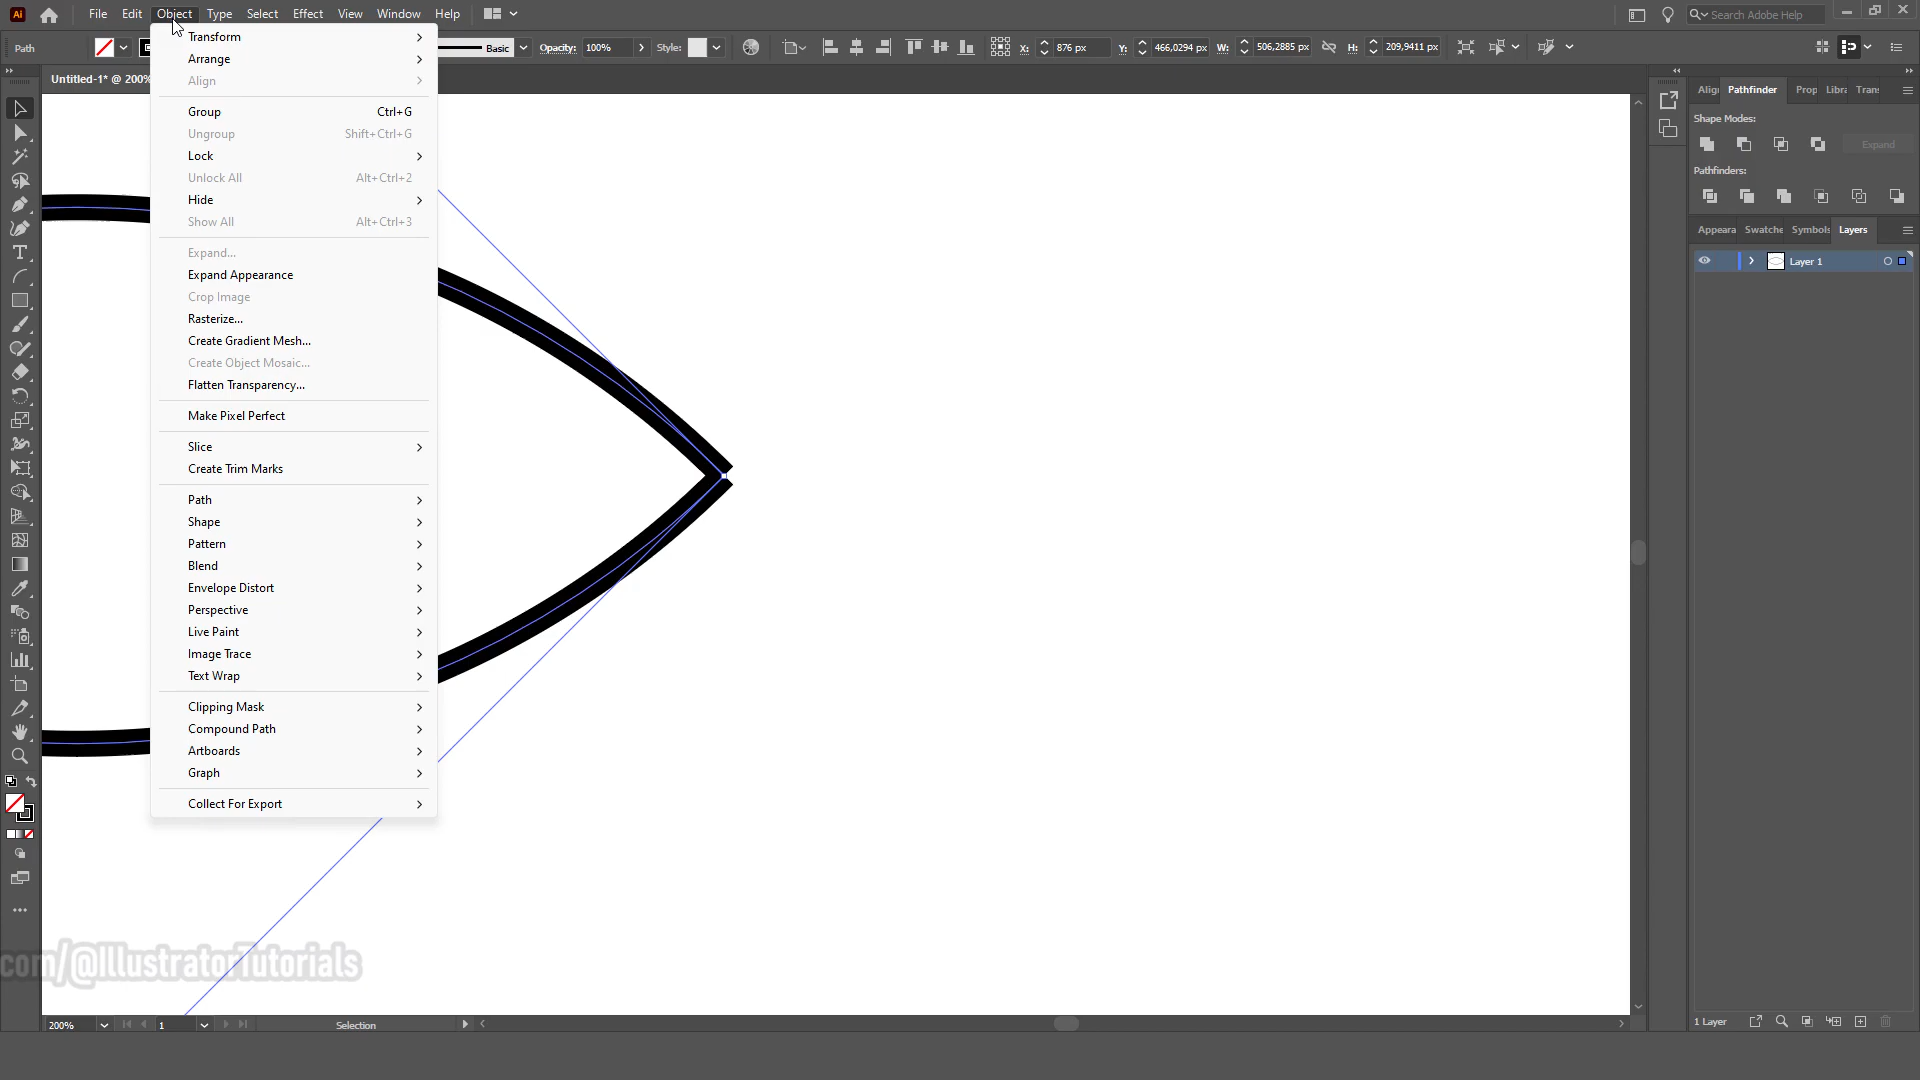 Ai
File Edit Object Type Select Effect View Window Help
Search Adobe Help
Path
Basic
Opacity: 100%
Style:
X: 876 px
Y: 466,0294 px
W: 506,2885 px
H: 209,9411 px
Untitled-1* @ 200%
Transform
Arrange
Align
Group Ctrl+G
Ungroup Shift+Ctrl+G
Lock
Unlock All Alt+Ctrl+2
Hide
Show All Alt+Ctrl+3
Expand...
Expand Appearance
Crop Image
Rasterize...
Create Gradient Mesh...
Create Object Mosaic...
Flatten Transparency...
Make Pixel Perfect
Slice
Create Trim Marks
Path
Shape
Pattern
Blend
Envelope Distort
Perspective
Live Paint
Image Trace
Text Wrap
Clipping Mask
Compound Path
Artboards
Graph
Collect For Export
Alig Pathfinder Prop Libra Trans
Shape Modes:
Expand
Pathfinders:
Appeara Swatche Symbols Layers
Layer 1
com/@IllustratorTutorials
200%
1
Selection
1 Layer